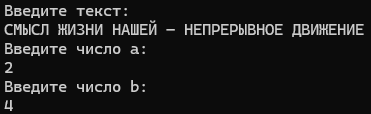 Введите текст:
СМЫСЛ ЖИЗНИ НАШЕЙ – НЕПРЕРЫВНОЕ ДВИЖЕНИЕ
Введите число a:
2
Введите число b:
4